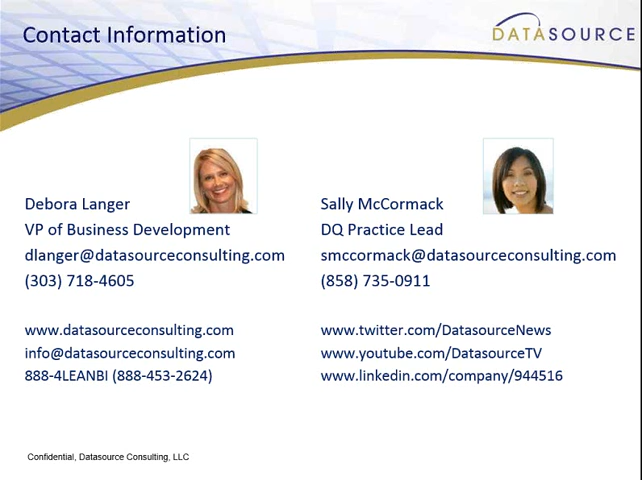 Contact Information
DATASOURCE
Debora Langer
VP of Business Development
dlanger@datasourceconsulting.com
(303) 718-4605
Sally McCormack
DQ Practice Lead
smccormack@datasourceconsulting.com
(858) 735-0911
www.datasourceconsulting.com
info@datasourceconsulting.com
888-4LEANBI (888-453-2624)
www.twitter.com/DatasourceNews
www.youtube.com/DatasourceTV
www.linkedin.com/company/944516
Confidential, Datasource Consulting, LLC